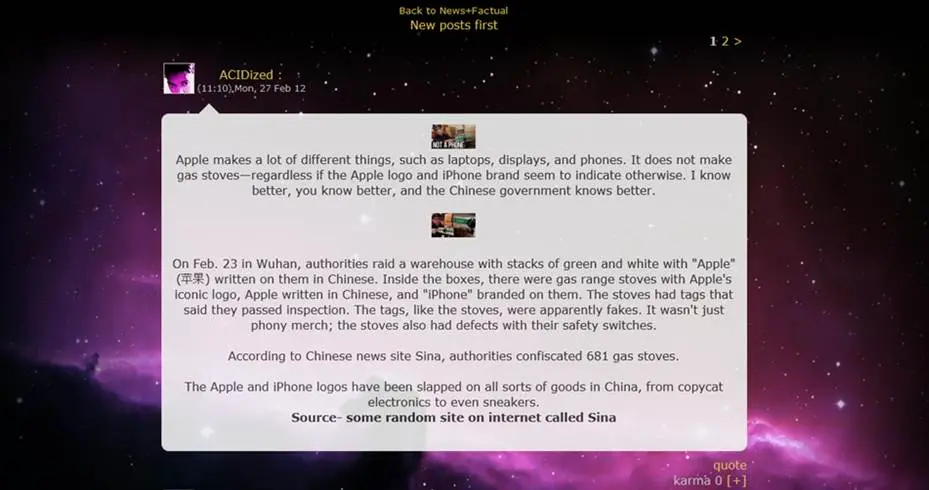 Back to News+Factual
New posts first
1 2 >
ACIDized :
(11:10),Mon, 27 Feb 12
NOT A PHONE
Apple makes a lot of different things, such as laptops, displays, and phones. It does not make
gas stoves—regardless if the Apple logo and iPhone brand seem to indicate otherwise. I know
better, you know better, and the Chinese government knows better.
On Feb. 23 in Wuhan, authorities raid a warehouse with stacks of green and white with "Apple"
(苹果) written on them in Chinese. Inside the boxes, there were gas range stoves with Apple's
iconic logo, Apple written in Chinese, and "iPhone" branded on them. The stoves had tags that
said they passed inspection. The tags, like the stoves, were apparently fakes. It wasn't just
phony merch; the stoves also had defects with their safety switches.
According to Chinese news site Sina, authorities confiscated 681 gas stoves.
The Apple and iPhone logos have been slapped on all sorts of goods in China, from copycat
electronics to even sneakers.
Source- some random site on internet called Sina
quote
karma 0 [+]